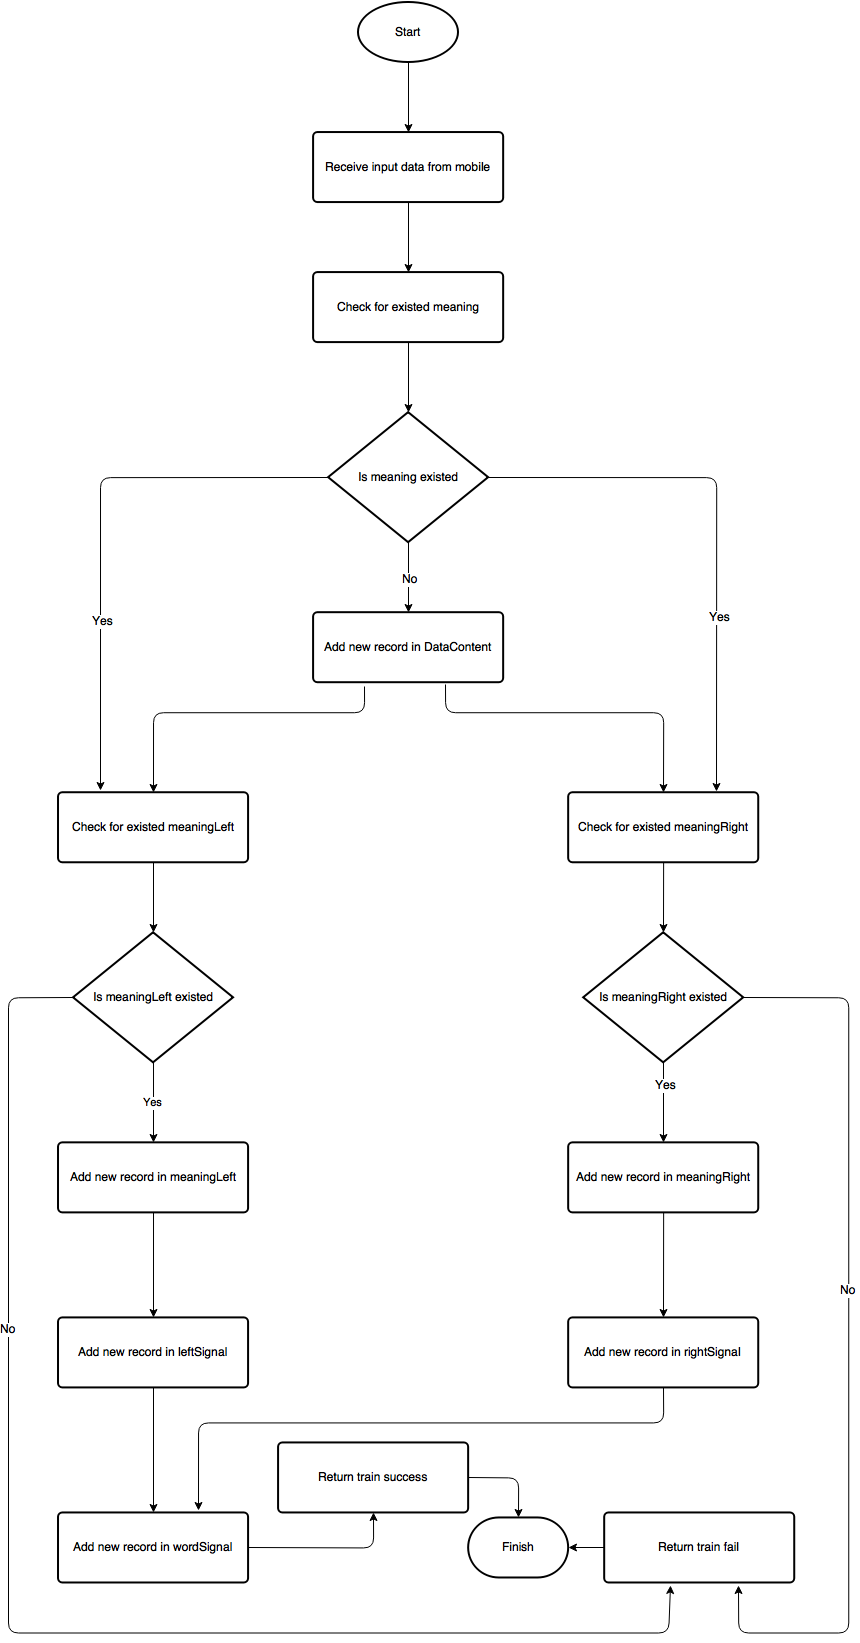 Start
Receive input data from mobile
Check for existed meaning
Is meaning existed
No
Yes
Yes
Add new record in DataContent
Check for existed meaningLeft
Check for existed meaningRight
Is meaningLeft existed
Is meaningRight existed
Yes
Yes
Add new record in meaningLeft
Add new record in meaningRight
No
No
Add new record in leftSignal
Add new record in rightSignal
Return train success
Add new record in wordSignal
Finish
Return train fail